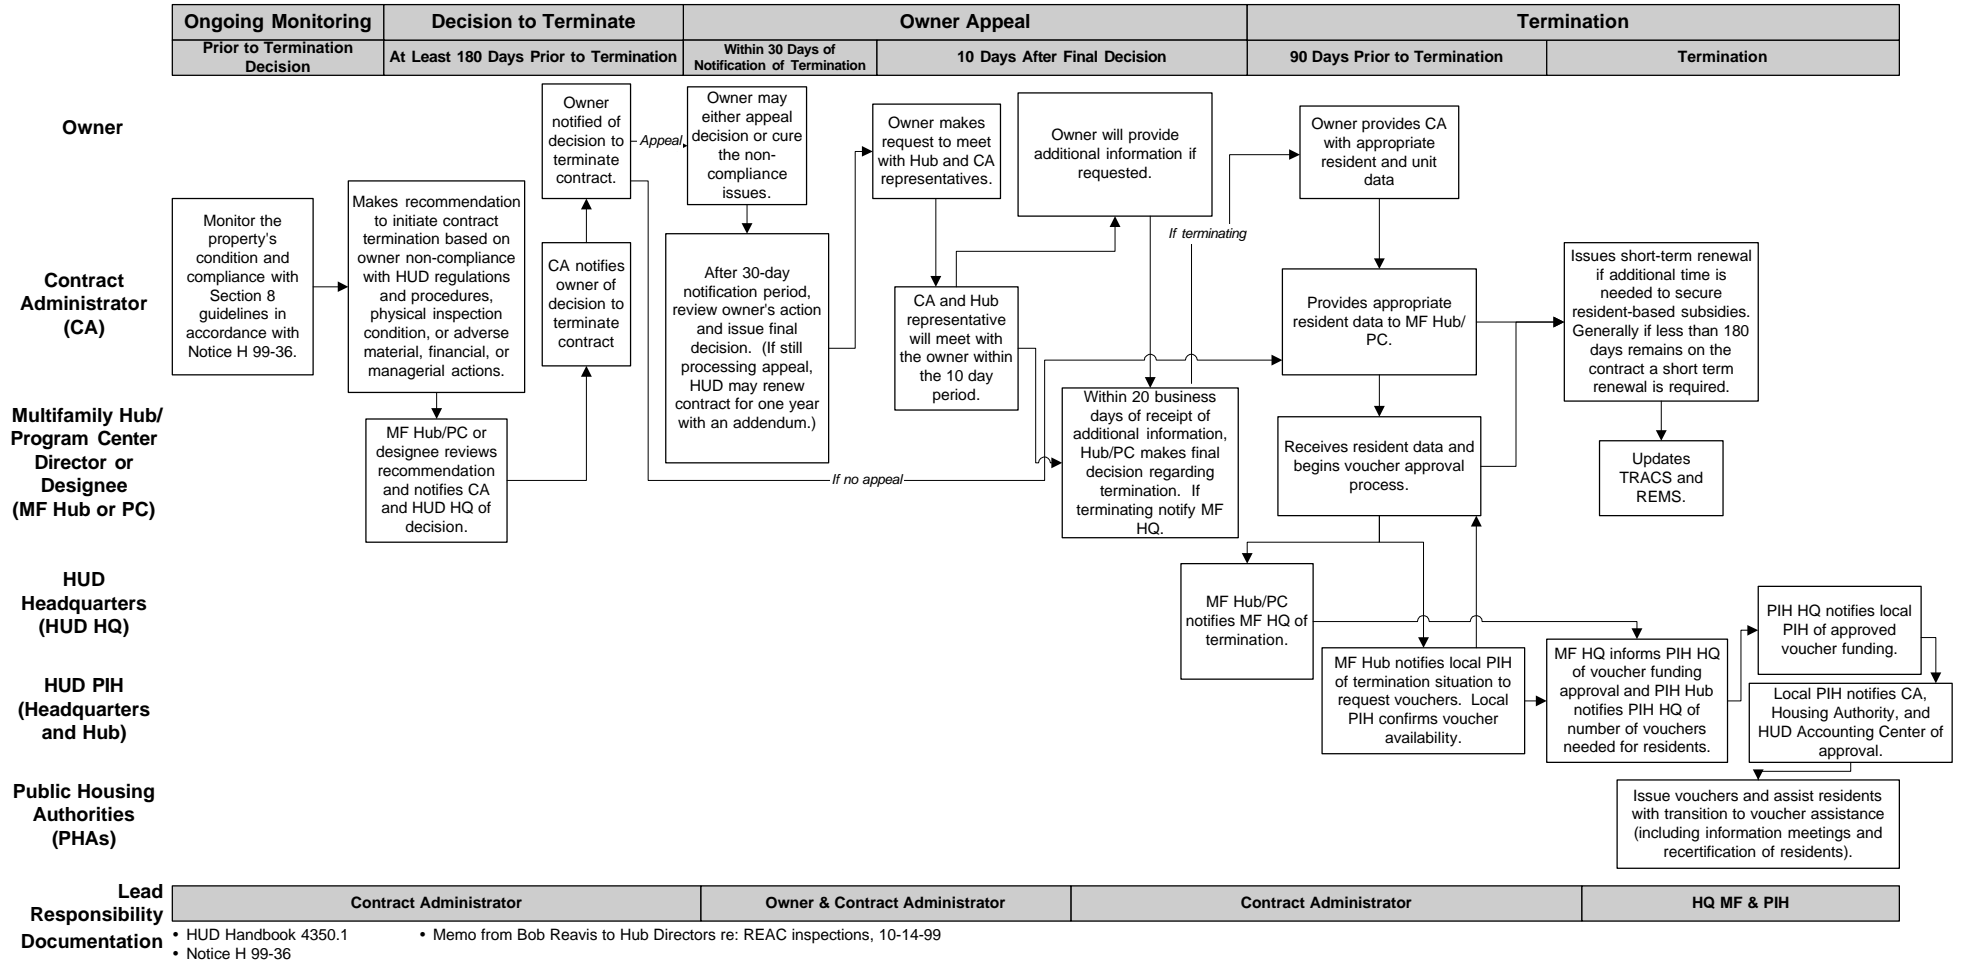 Ongoing Monitoring
Decision to Terminate
Owner Appeal
Termination
Prior to Termination
Decision
At Least 180 Days Prior to Termination
Within 30 Days of
Notification of Termination
10 Days After Final Decision
90 Days Prior to Termination
Termination
Owner
Owner
notified of
decision to
terminate
contract.
Appeal
Owner may
either appeal
decision or cure
the non-
compliance
issues.
Owner makes
request to meet
with Hub and CA
representatives.
Owner will provide
additional information if
requested.
Owner provides CA
with appropriate
resident and unit
data
Contract
Administrator
(CA)
Monitor the
property's
condition and
compliance with
Section 8
guidelines in
accordance with
Notice H 99-36.
Makes recommendation
to initiate contract
termination based on
owner non-compliance
with HUD regulations
and procedures,
physical inspection
condition, or adverse
material, financial, or
managerial actions.
CA notifies
owner of
decision to
terminate
contract
After 30-day
notification period,
review owner's action
and issue final
decision. (If still
processing appeal,
HUD may renew
contract for one year
with an addendum.)
CA and Hub
representative
will meet with
the owner within
the 10 day
period.
If terminating
Provides appropriate
resident data to MF Hub/
PC.
Issues short-term renewal
if additional time is
needed to secure
resident-based subsidies.
Generally if less than 180
days remains on the
contract a short term
renewal is required.
Multifamily Hub/
Program Center
Director or
Designee
(MF Hub or PC)
MF Hub/PC or
designee reviews
recommendation
and notifies CA
and HUD HQ of
decision.
If no appeal
Within 20 business
days of receipt of
additional information,
Hub/PC makes final
decision regarding
termination. If
terminating notify MF
HQ.
Receives resident data and
begins voucher approval
process.
Updates
TRACS and
REMS.
HUD
Headquarters
(HUD HQ)
MF Hub/PC
notifies MF HQ of
termination.
PIH HQ notifies local
PIH of approved
voucher funding.
HUD PIH
(Headquarters
and Hub)
MF Hub notifies local PIH
of termination situation to
request vouchers. Local
PIH confirms voucher
availability.
MF HQ informs PIH HQ
of voucher funding
approval and PIH Hub
notifies PIH HQ of
number of vouchers
needed for residents.
Local PIH notifies CA,
Housing Authority, and
HUD Accounting Center of
approval.
Public Housing
Authorities
(PHAs)
Issue vouchers and assist residents
with transition to voucher assistance
(including information meetings and
recertification of residents).
Lead
Responsibility
Contract Administrator
Owner & Contract Administrator
Contract Administrator
HQ MF & PIH
Documentation
• HUD Handbook 4350.1
• Notice H 99-36
• Memo from Bob Reavis to Hub Directors re: REAC inspections, 10-14-99